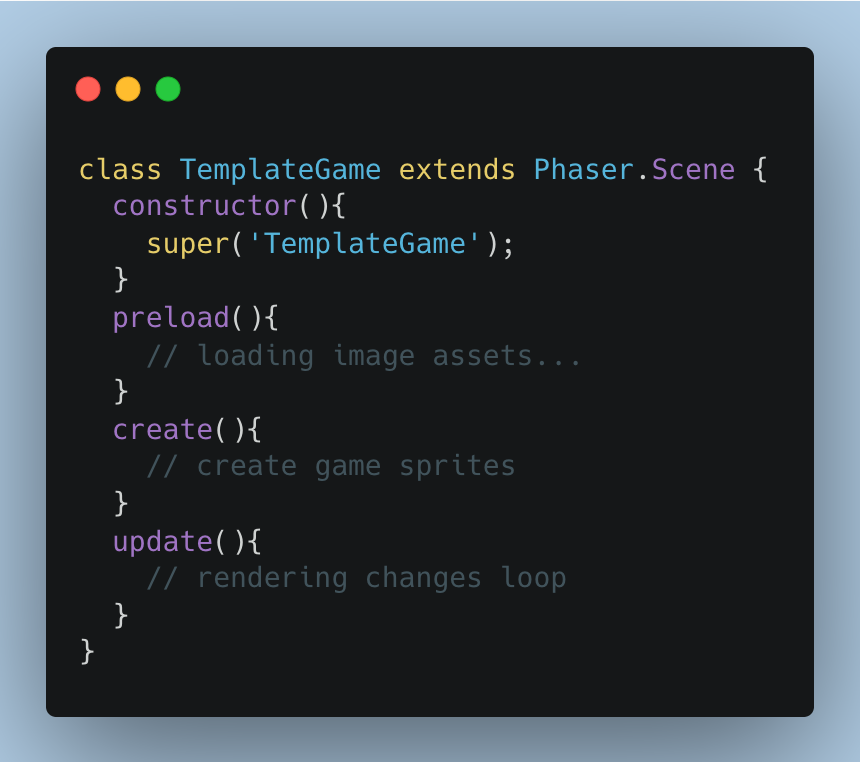 class TemplateGame extends Phaser.Scene {
  constructor(){
    super('TemplateGame');
  }
  preload(){
    // loading image assets...
  }
  create(){
    // create game sprites
  }
  update(){
    // rendering changes loop
  }
}